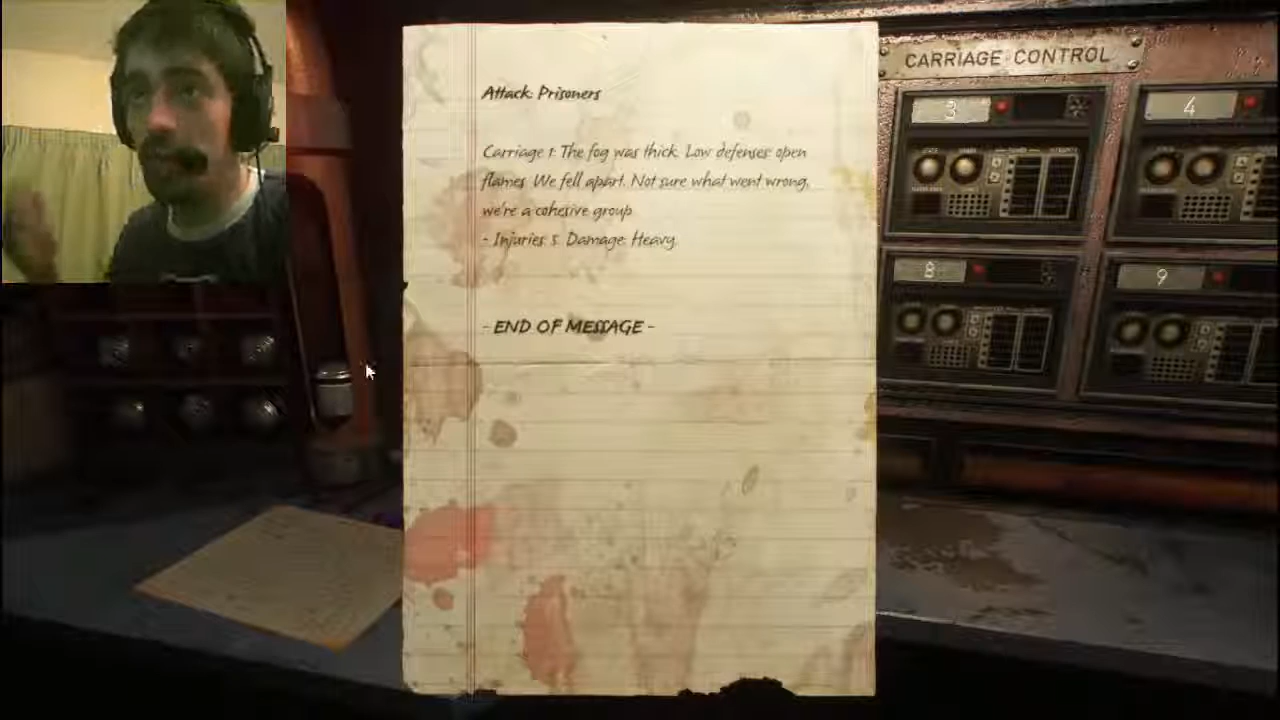 Attack: Prisoners
Carriage 1: The fog was thick. Low defenses: open
flames. We fell apart. Not sure what went wrong,
we're a cohesive group.
- Injuries: 5. Damage: Heavy.
- END OF MESSAGE -
CARRIAGE CONTROL
3
4
8
9